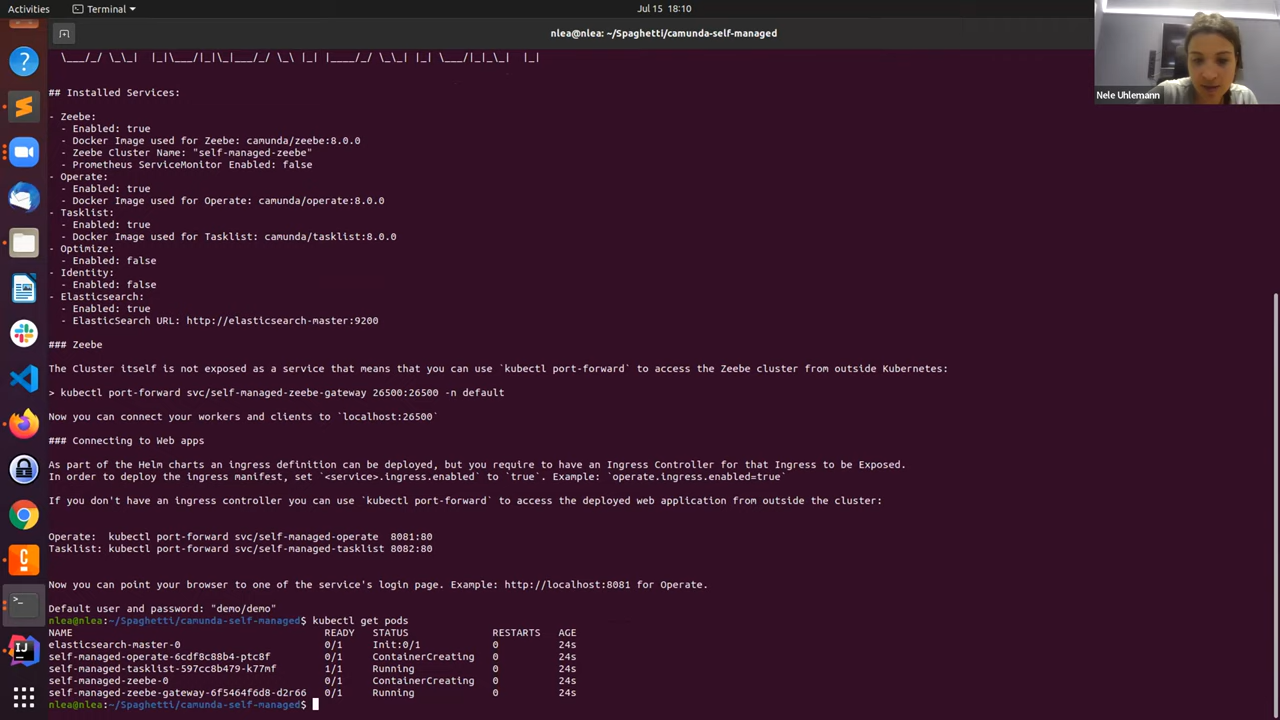 Activities
Terminal
Jul 15 18:10
nlea@nlea: ~/Spaghetti/camunda-self-managed
Nele Uhlemann
\___/_/ \_\_|  |_|\___/|_|\_|___/_/ \_\ |_| |____/_/ \_\_| |_| \___/|_|_\_|  |_|
## Installed Services:
- Zeebe:
- Enabled: true
- Docker Image used for Zeebe: camunda/zeebe:8.0.0
- Zeebe Cluster Name: "self-managed-zeebe"
- Prometheus ServiceMonitor Enabled: false
- Operate:
- Enabled: true
- Docker Image used for Operate: camunda/operate:8.0.0
- Tasklist:
- Enabled: true
- Docker Image used for Tasklist: camunda/tasklist:8.0.0
- Optimize:
- Enabled: false
- Identity:
- Enabled: false
- Elasticsearch:
- Enabled: true
- ElasticSearch URL: http://elasticsearch-master:9200
### Zeebe
The Cluster itself is not exposed as a service that means that you can use `kubectl port-forward` to access the Zeebe cluster from outside Kubernetes:
> kubectl port-forward svc/self-managed-zeebe-gateway 26500:26500 -n default
Now you can connect your workers and clients to `localhost:26500`
### Connecting to Web apps
As part of the Helm charts an ingress definition can be deployed, but you require to have an Ingress Controller for that Ingress to be Exposed.
In order to deploy the ingress manifest, set `<service>.ingress.enabled` to `true`. Example: `operate.ingress.enabled=true`
If you don't have an ingress controller you can use `kubectl port-forward` to access the deployed web application from outside the cluster:
Operate:  kubectl port-forward svc/self-managed-operate  8081:80
Tasklist: kubectl port-forward svc/self-managed-tasklist 8082:80
Now you can point your browser to one of the service's login page. Example: http://localhost:8081 for Operate.
Default user and password: "demo/demo"
nlea@nlea:~/Spaghetti/camunda-self-managed$ kubectl get pods
NAME READY STATUS RESTARTS AGE
elasticsearch-master-0 0/1 Init:0/1 0 24s
self-managed-operate-6cdf8c88b4-ptc8f 0/1 ContainerCreating 0 24s
self-managed-tasklist-597cc8b479-k77mf 1/1 Running 0 24s
self-managed-zeebe-0 0/1 ContainerCreating 0 24s
self-managed-zeebe-gateway-6f5464f6d8-d2r66 0/1 Running 0 24s
nlea@nlea:~/Spaghetti/camunda-self-managed$